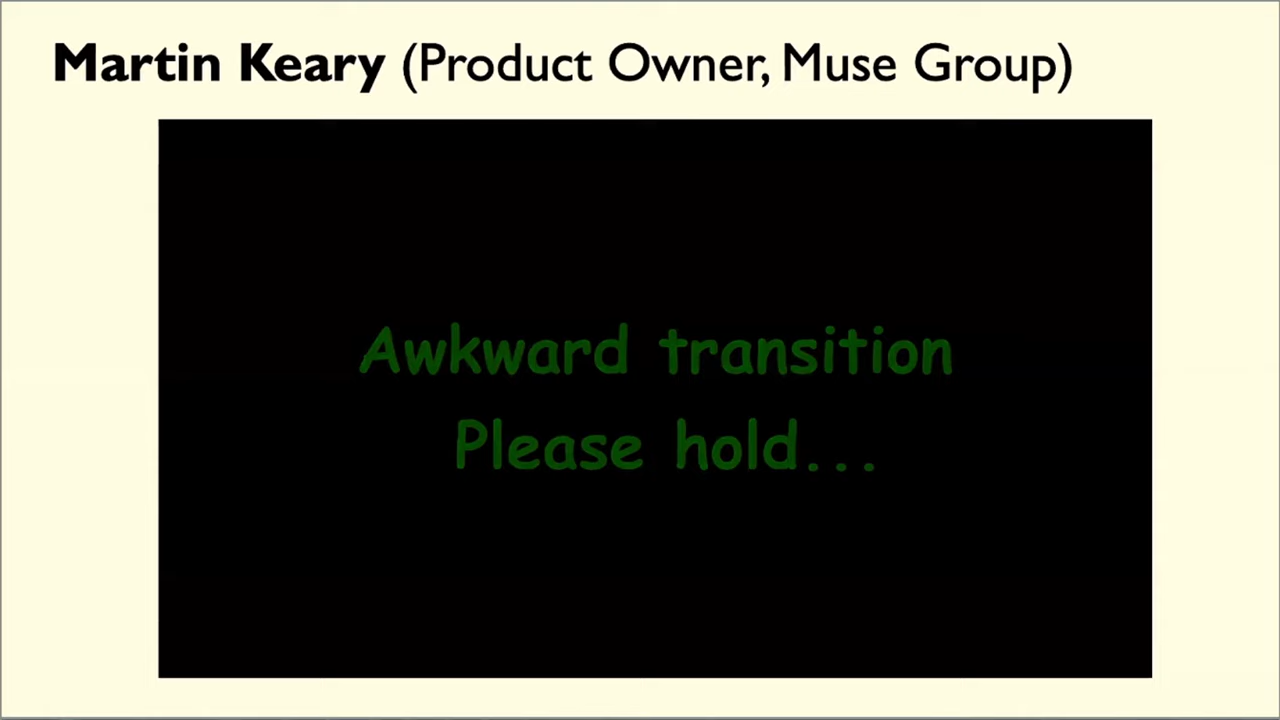 Martin Keary (Product Owner, Muse Group)
Awkward transition
Please hold...